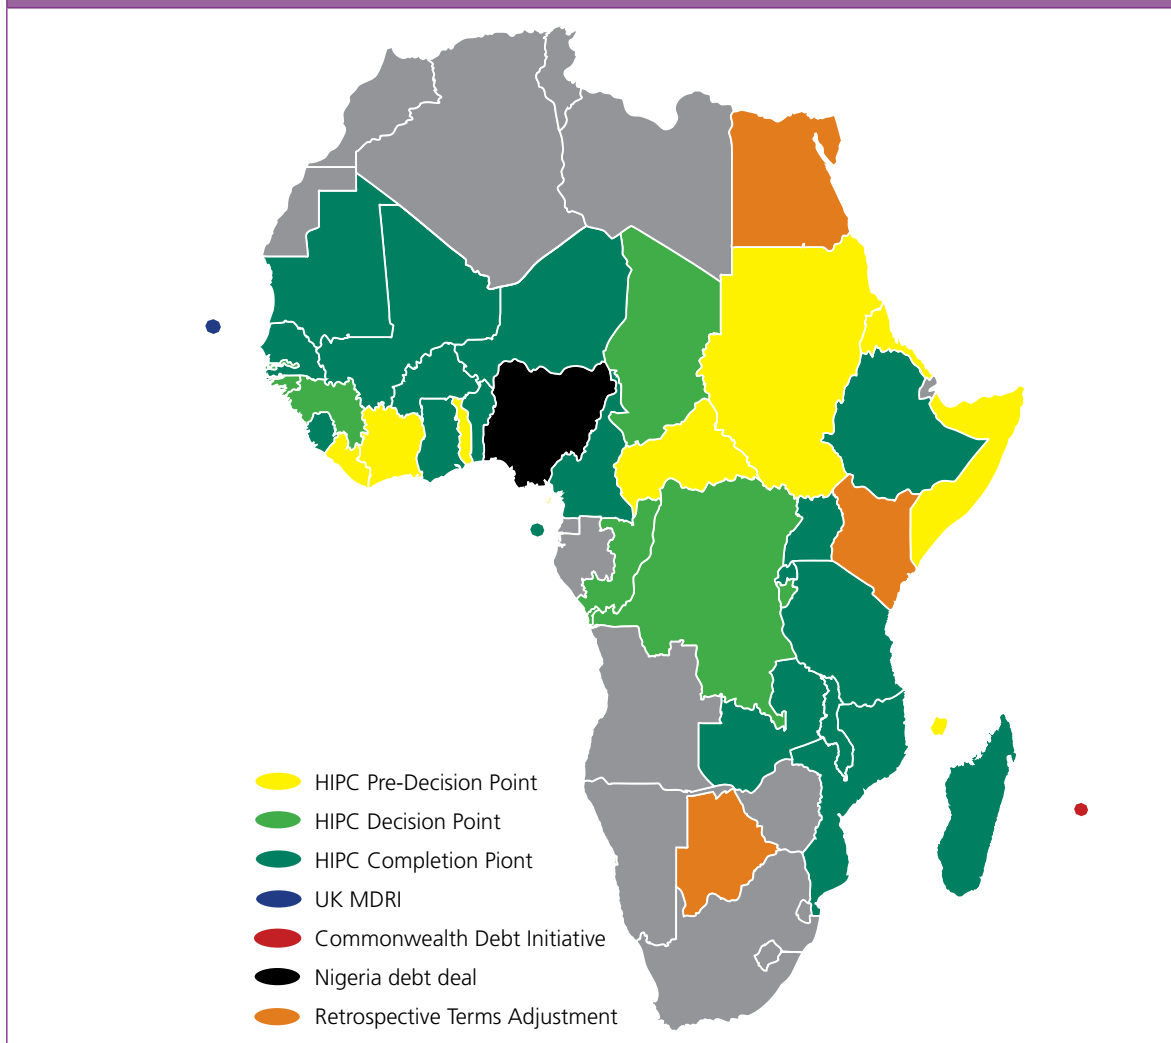 HIPC Pre-Decision Point
HIPC Decision Point
HIPC Completion Piont
UK MDRI
Commonwealth Debt Initiative
Nigeria debt deal
Retrospective Terms Adjustment